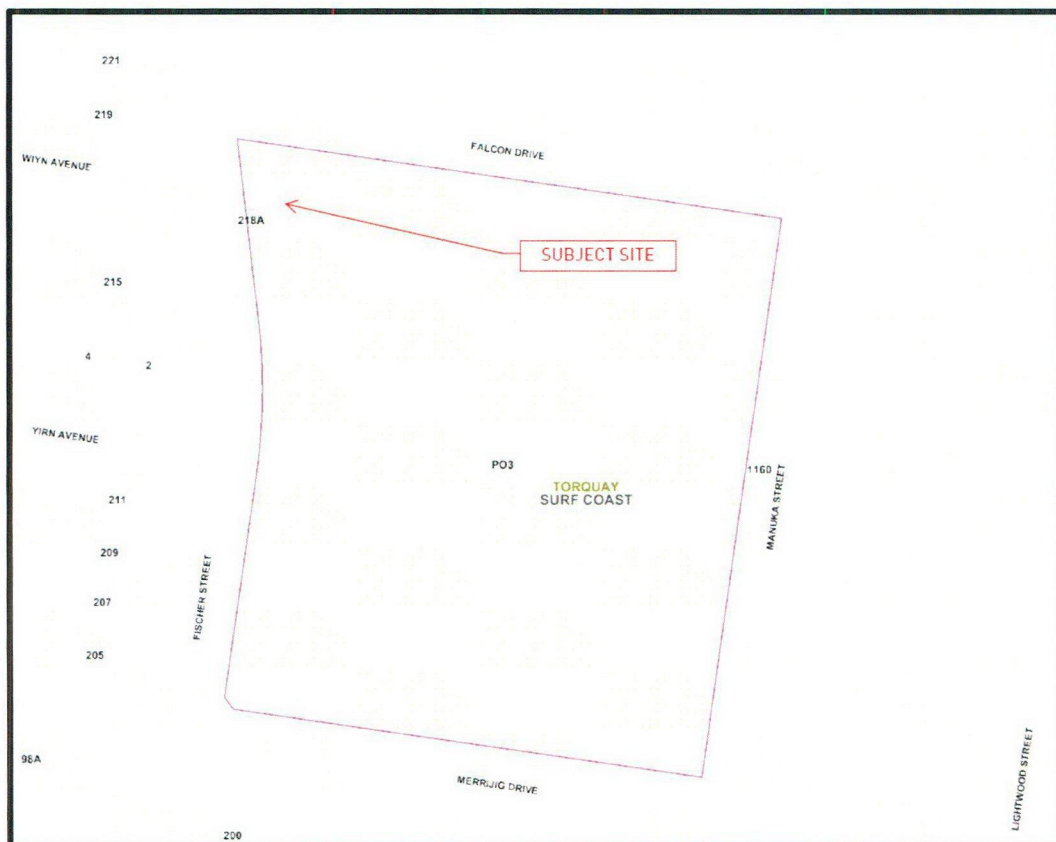 221
219
WIYN AVENUE
FALCON DRIVE
218A
SUBJECT SITE
215
4
2
YIRN AVENUE
PO3
1160
TORQUAY
SURF COAST
211
MANUKA STREET
209
FISCHER STREET
207
205
98A
MERRIJIG DRIVE
LIGHTWOOD STREET
200